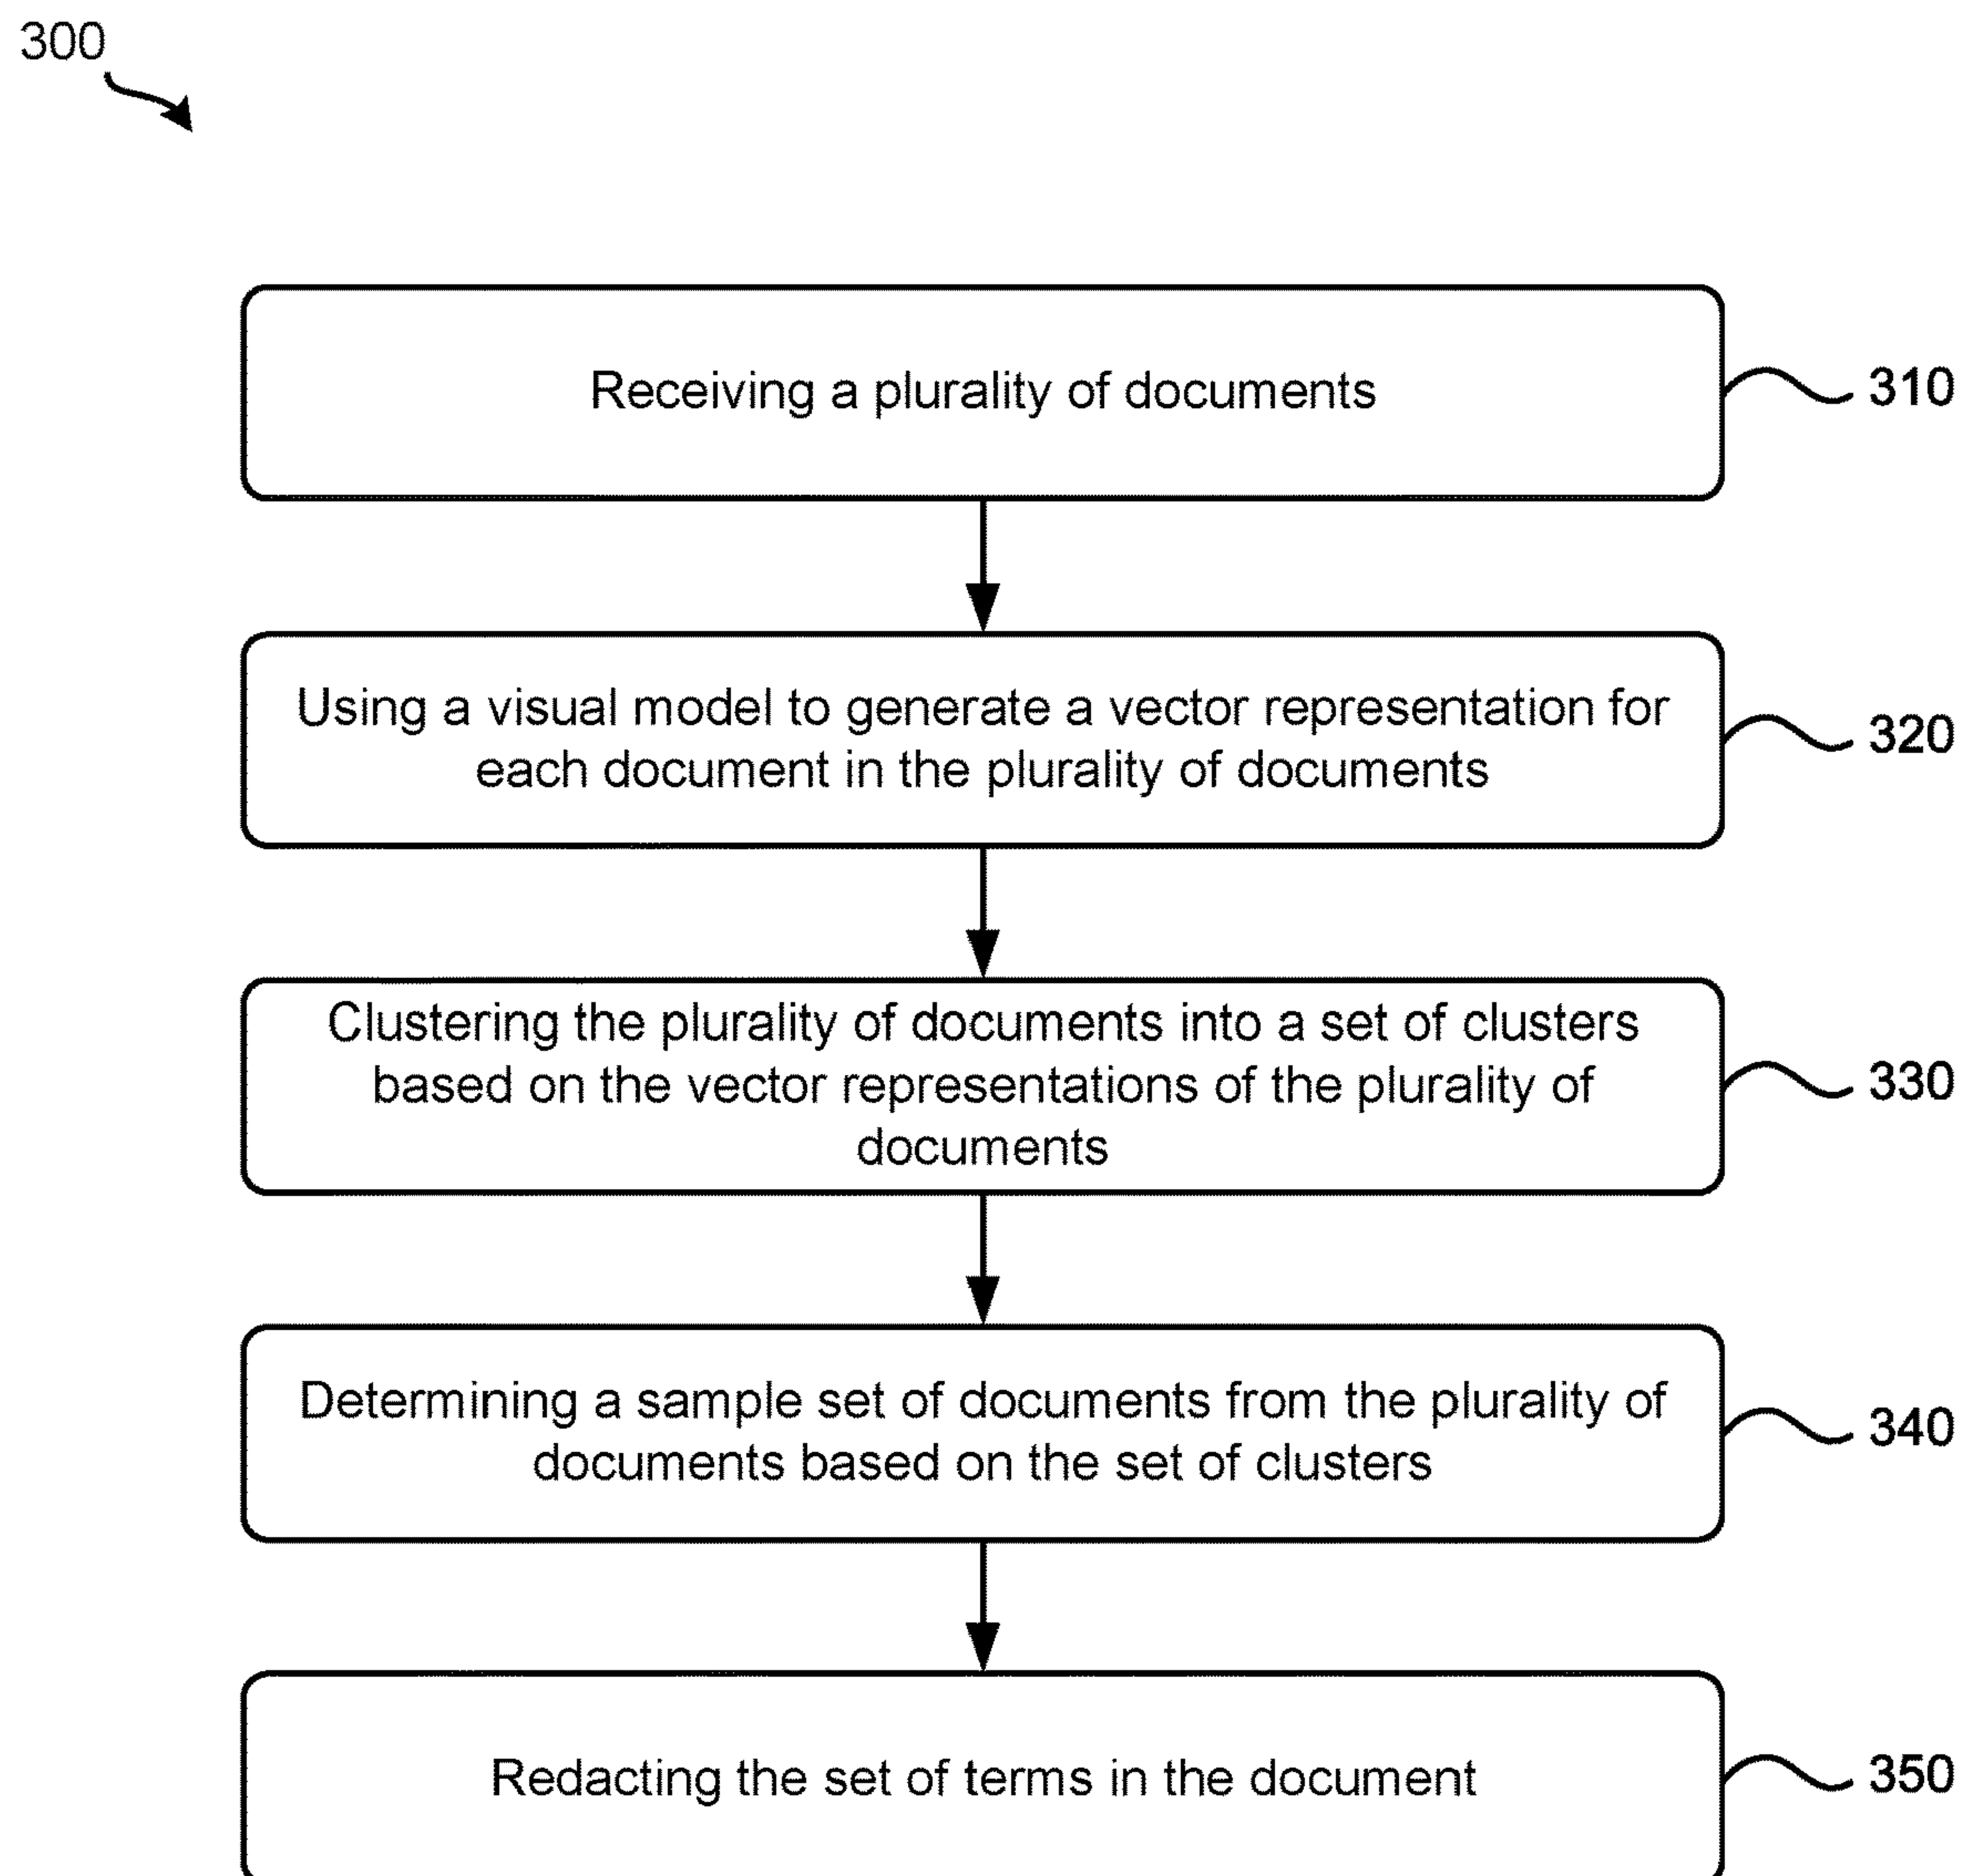 300
Receiving a plurality of documents
310
Using a visual model to generate a vector representation for
each document in the plurality of documents
320
Clustering the plurality of documents into a set of clusters
based on the vector representations of the plurality of
documents
330
Determining a sample set of documents from the plurality of
documents based on the set of clusters
340
Redacting the set of terms in the document
350